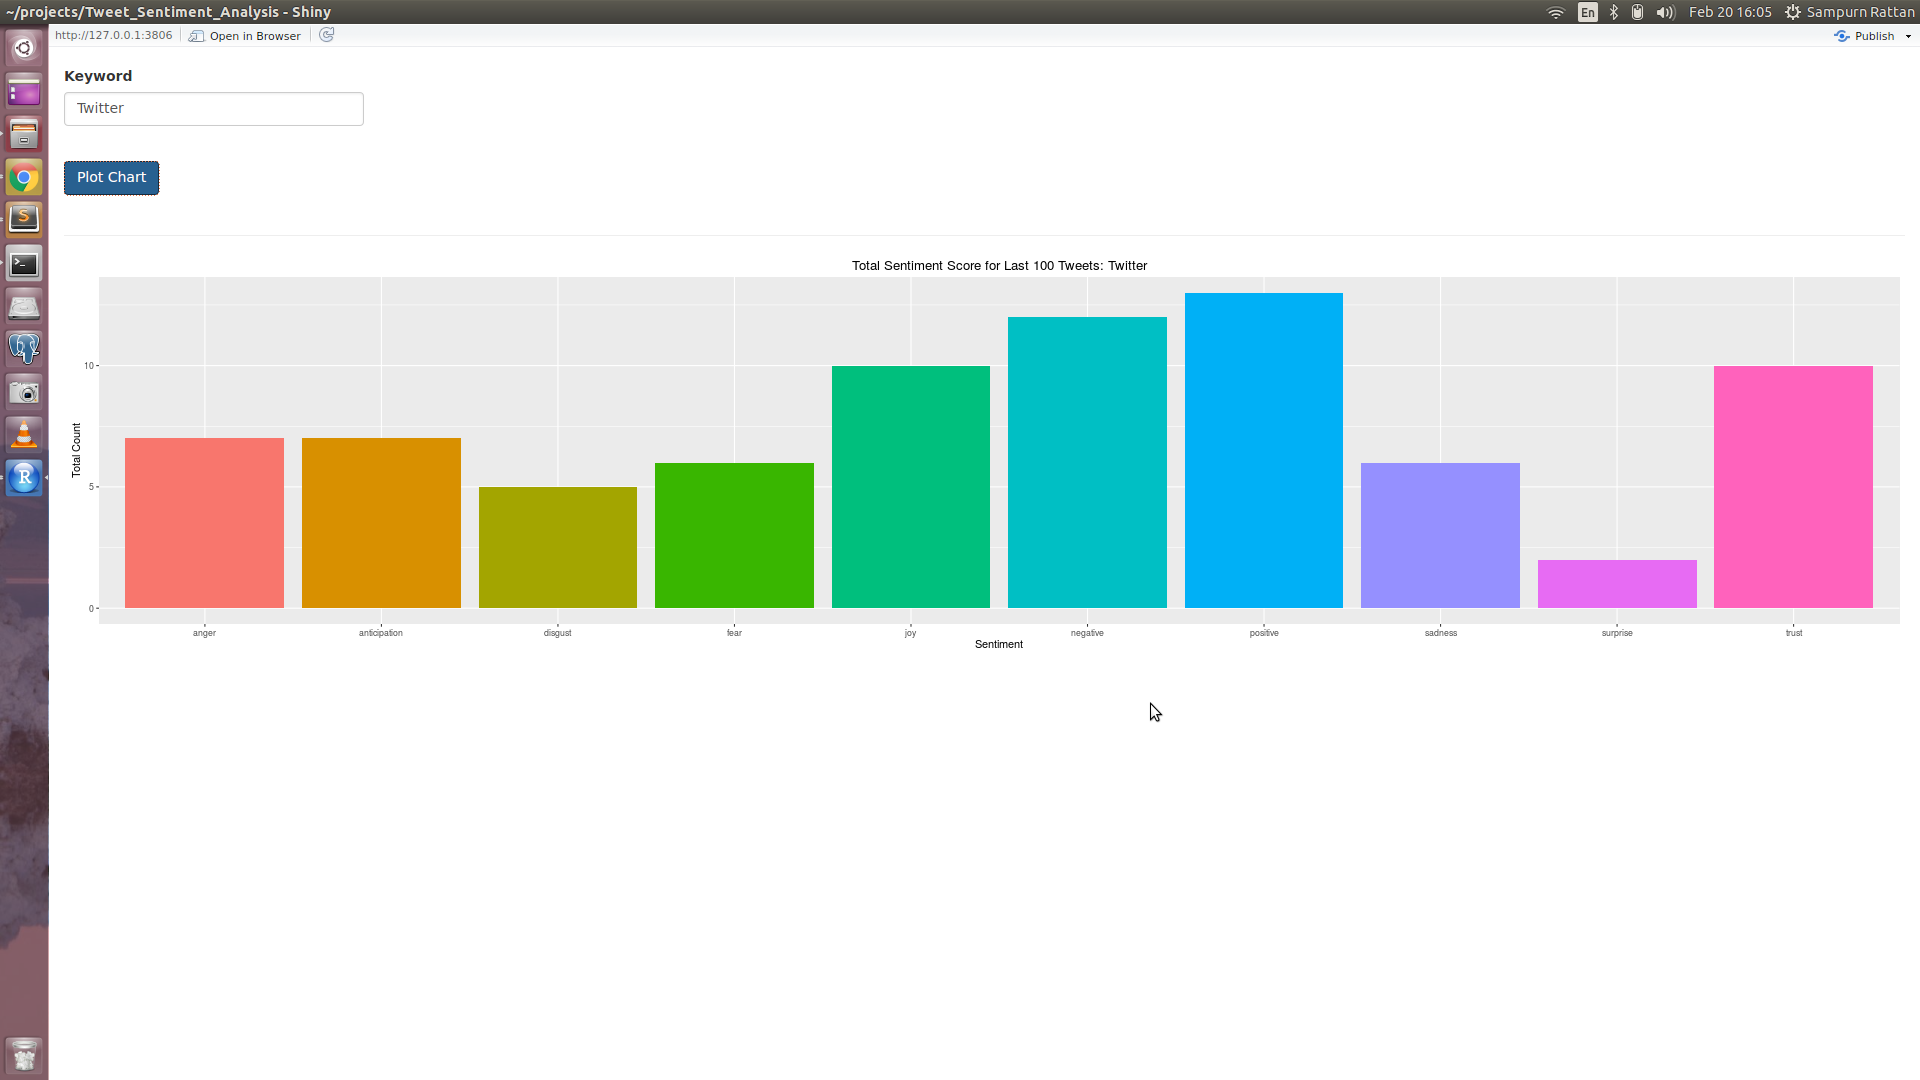 ~/projects/Tweet_Sentiment_Analysis - Shiny
En
Feb 20 16:05
Sampurn Rattan
http://127.0.0.1:3806
Open in Browser
Publish
Keyword
Twitter
Plot Chart
Total Sentiment Score for Last 100 Tweets: Twitter
Total Count
10
5
0
anger anticipation disgust fear joy negative positive sadness surprise trust
Sentiment
S
>_
R